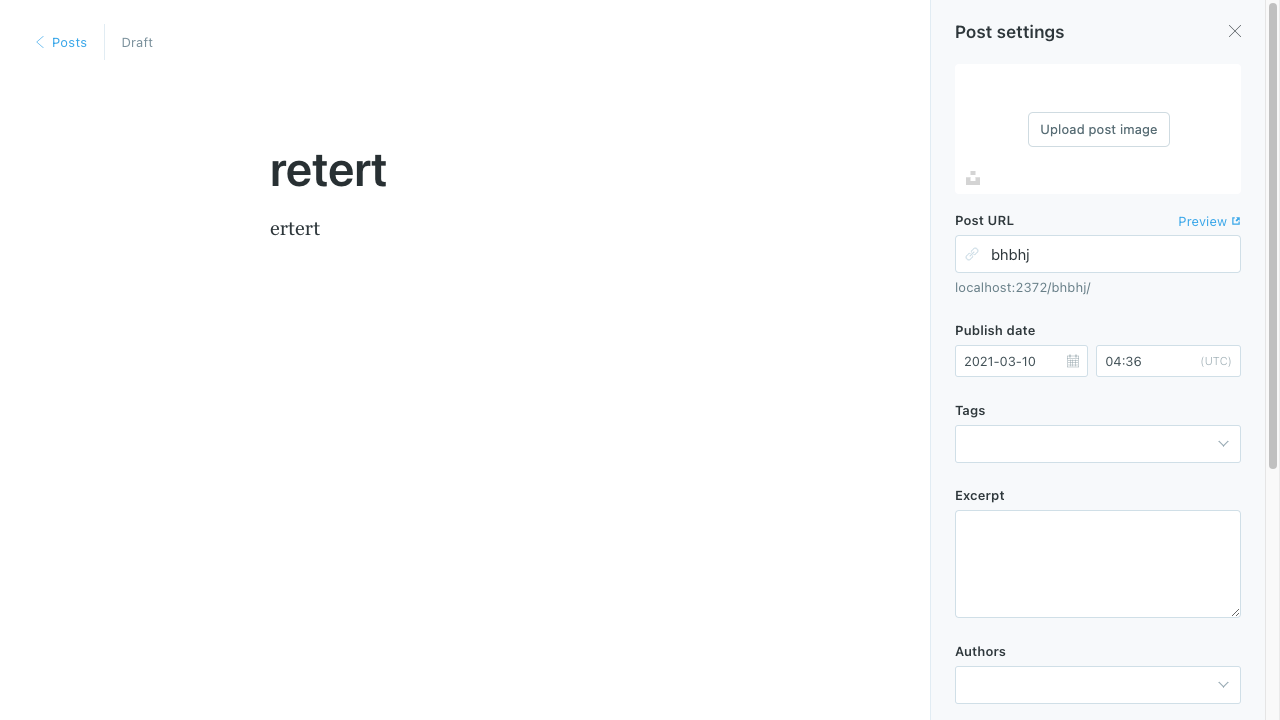 Posts
Draft
retert
ertert
Post settings
Upload post image
Post URL
Preview
bhbhj
localhost:2372/bhbhj/
Publish date
2021-03-10
04:36
(UTC)
Tags
Excerpt
Authors